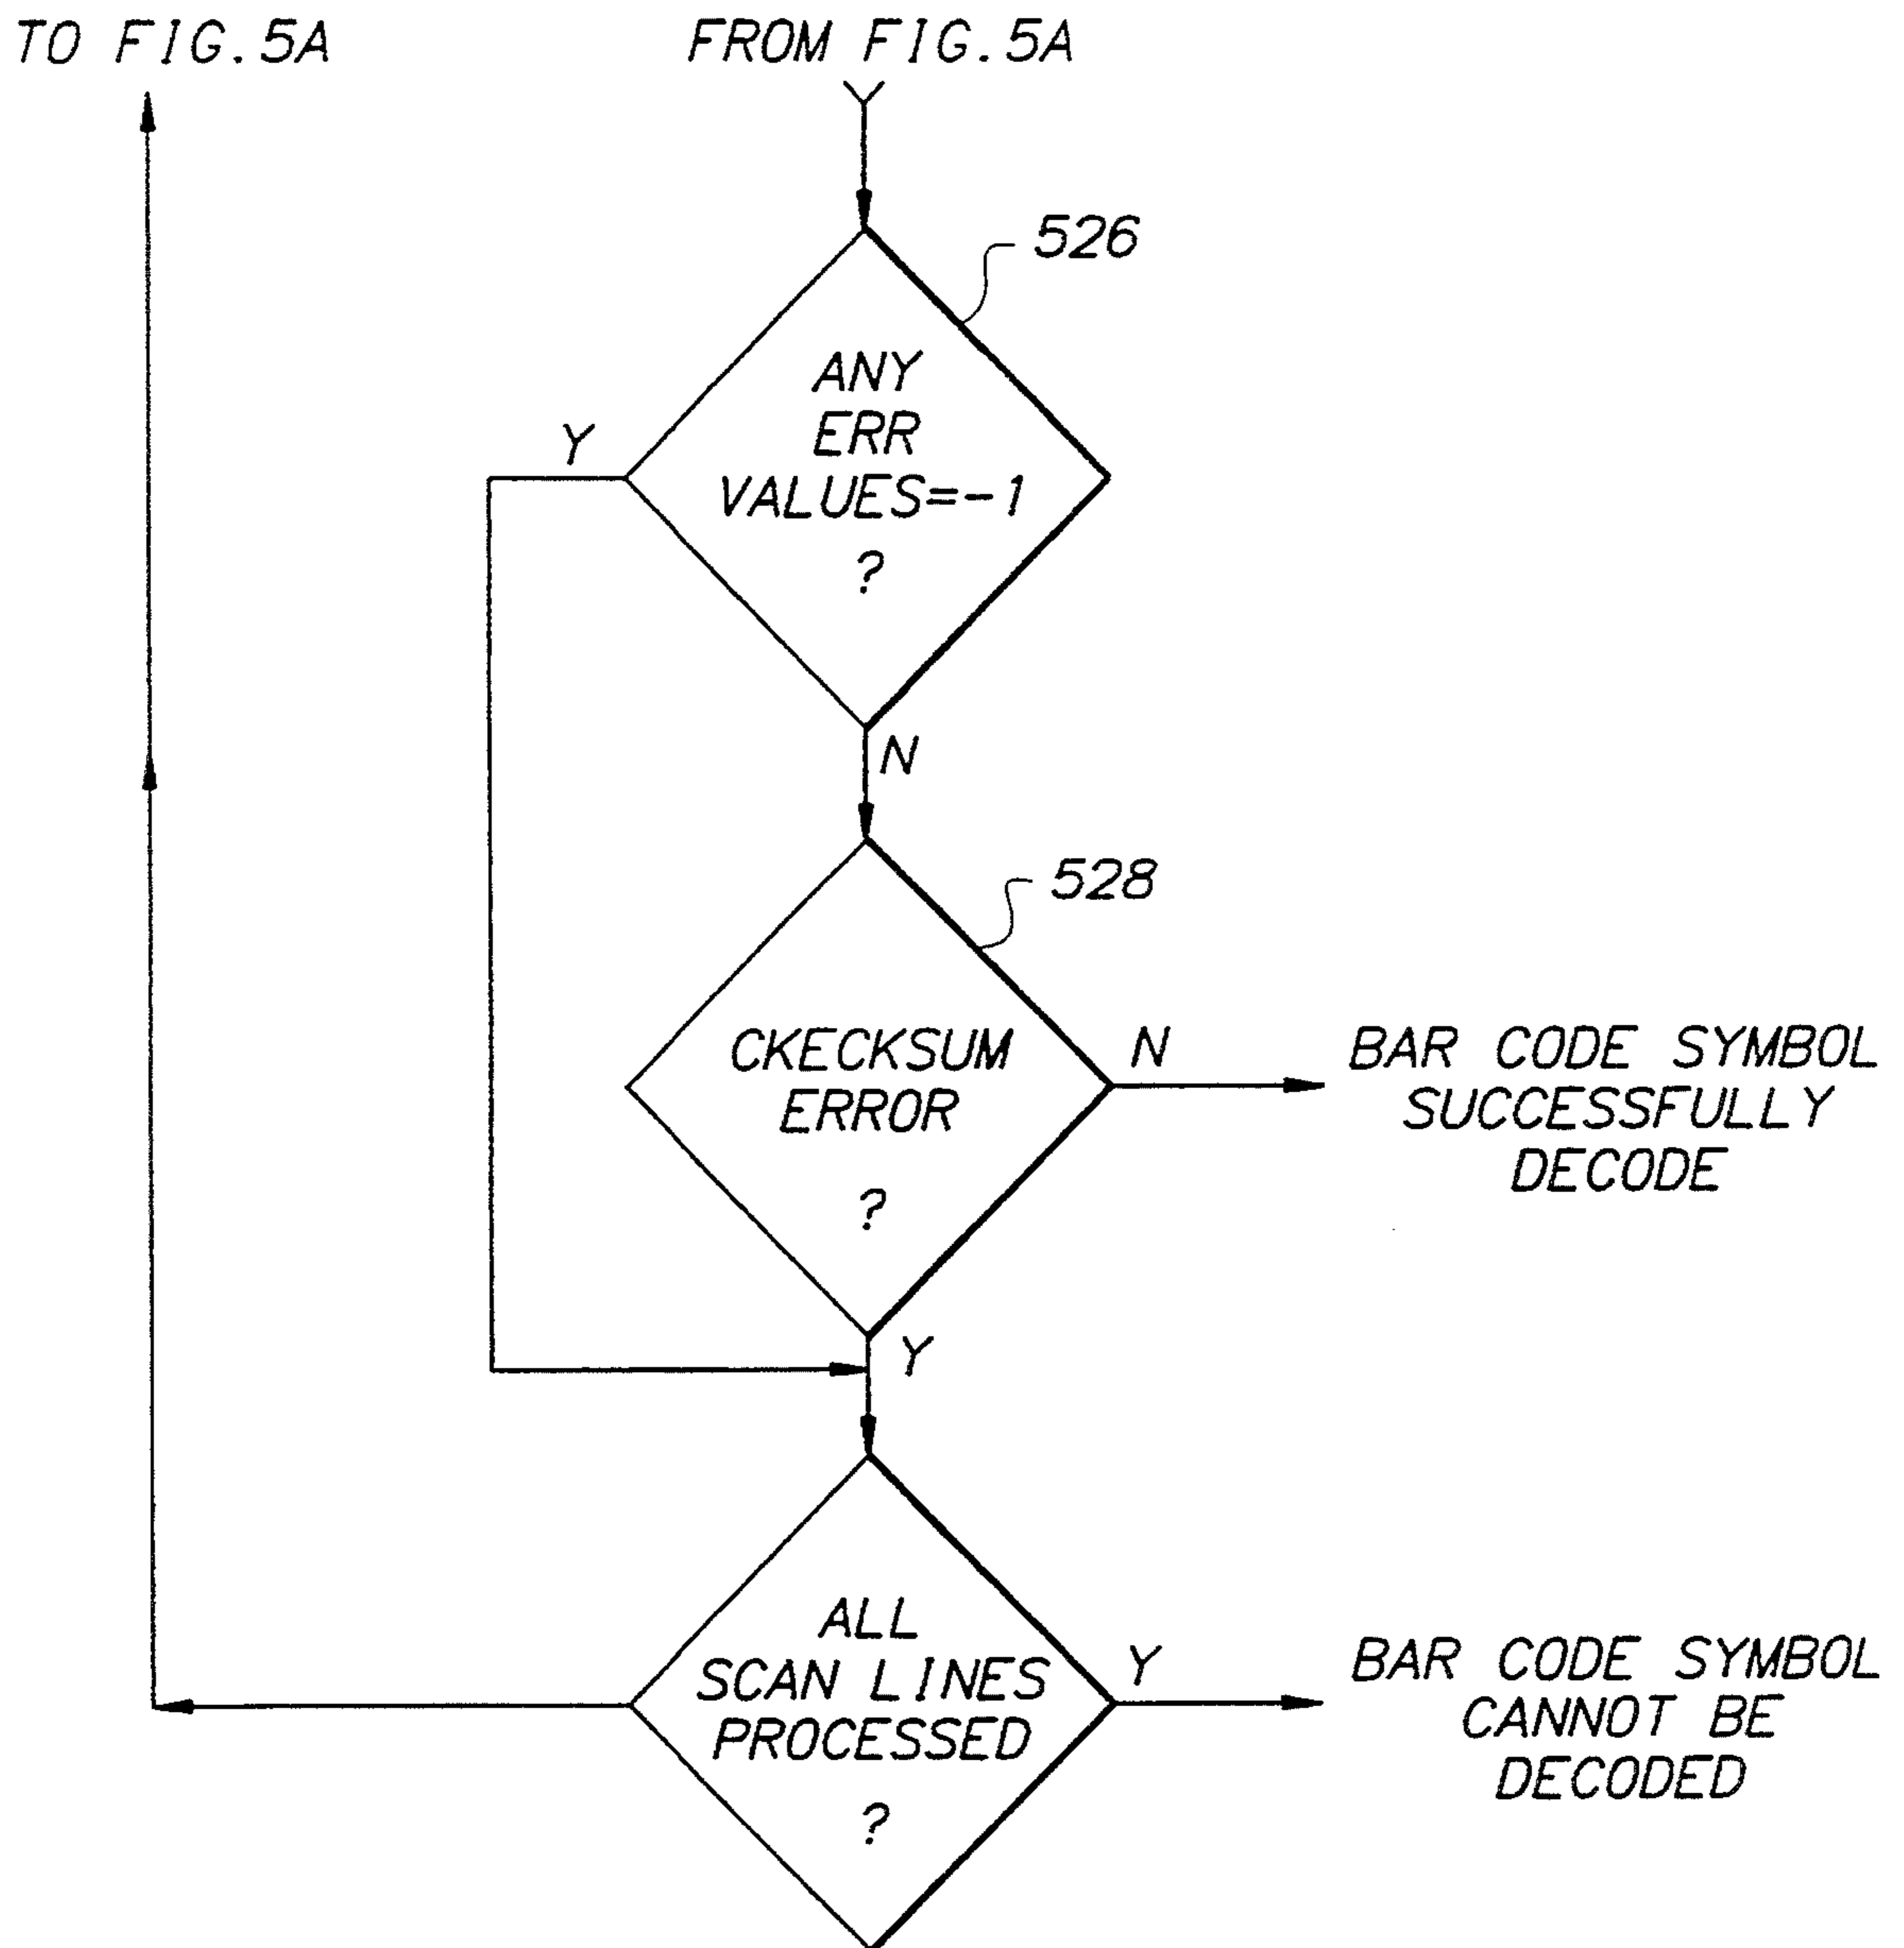 TO FIG. 5A
FROM FIG. 5A
526
ANY
ERR
VALUES=-1
?
Y
N
528
CKECKSUM
ERROR
?
N
BAR CODE SYMBOL
SUCCESSFULLY
DECODE
Y
ALL
SCAN LINES
PROCESSED
?
Y
BAR CODE SYMBOL
CANNOT BE
DECODED